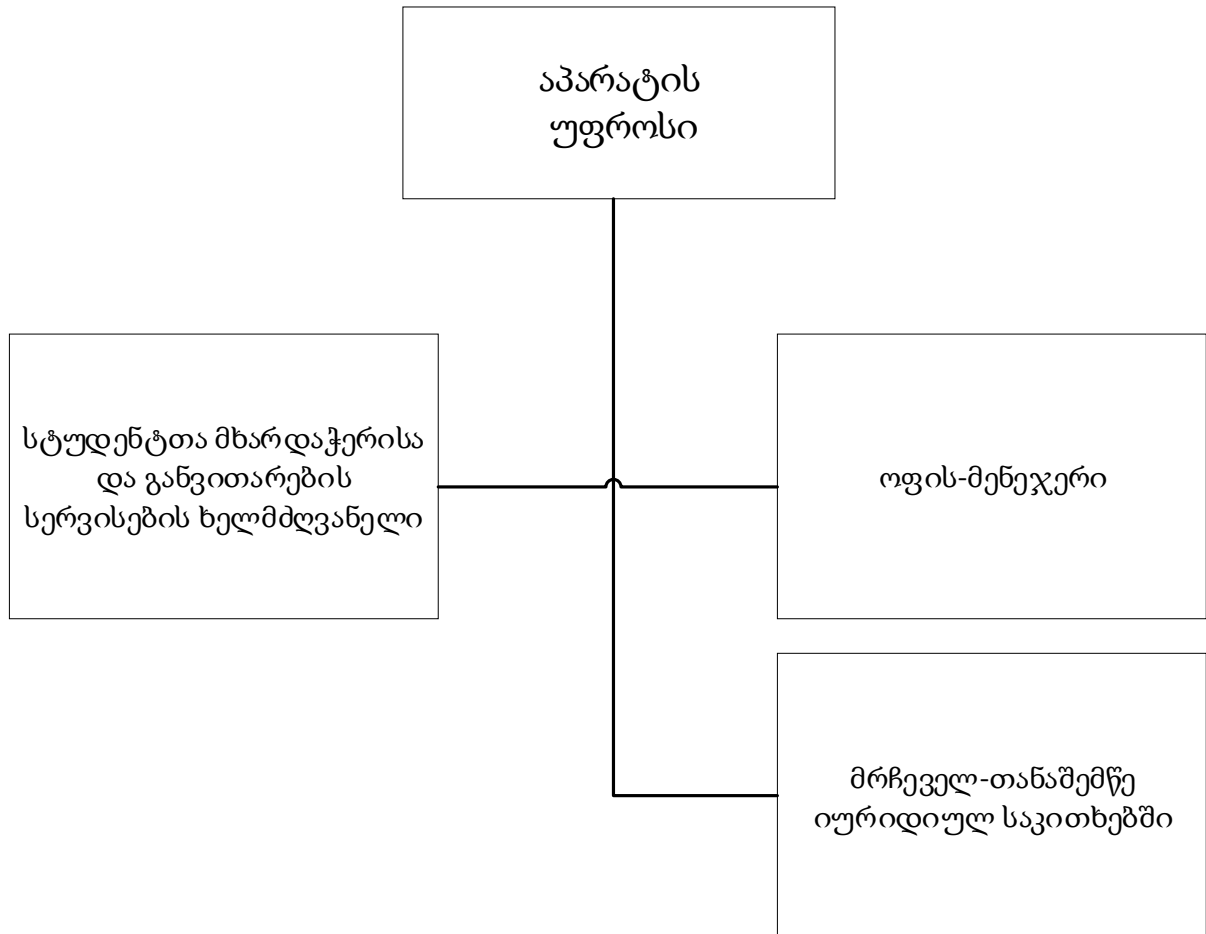 აპარატის
უფროსი
სტუდენტთა მხარდაჭერისა
და განვითარების
სერვისების ხელმძღვანელი
ოფის-მენეჯერი
მრჩეველ-თანაშემწე
იურიდიულ საკითხებში